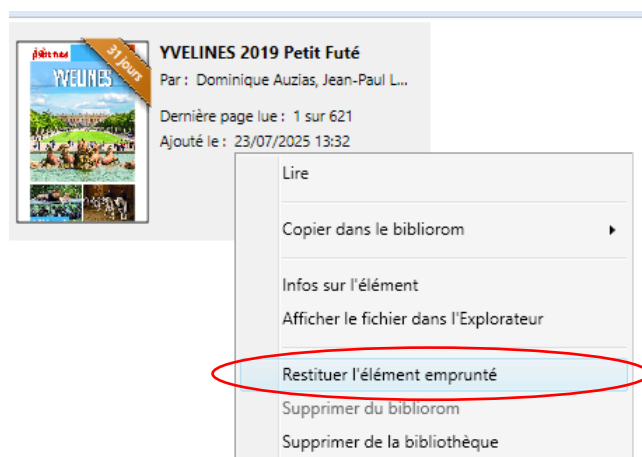 31 jours
YVELINES
YVELINES 2019 Petit Futé
Par : Dominique Auzias, Jean-Paul L...
Dernière page lue : 1 sur 621
Ajouté le : 23/07/2025 13:32
Lire
Copier dans le bibliorom
Infos sur l'élément
Afficher le fichier dans l'Explorateur
Restituer l'élément emprunté
Supprimer du bibliorom
Supprimer de la bibliothèque